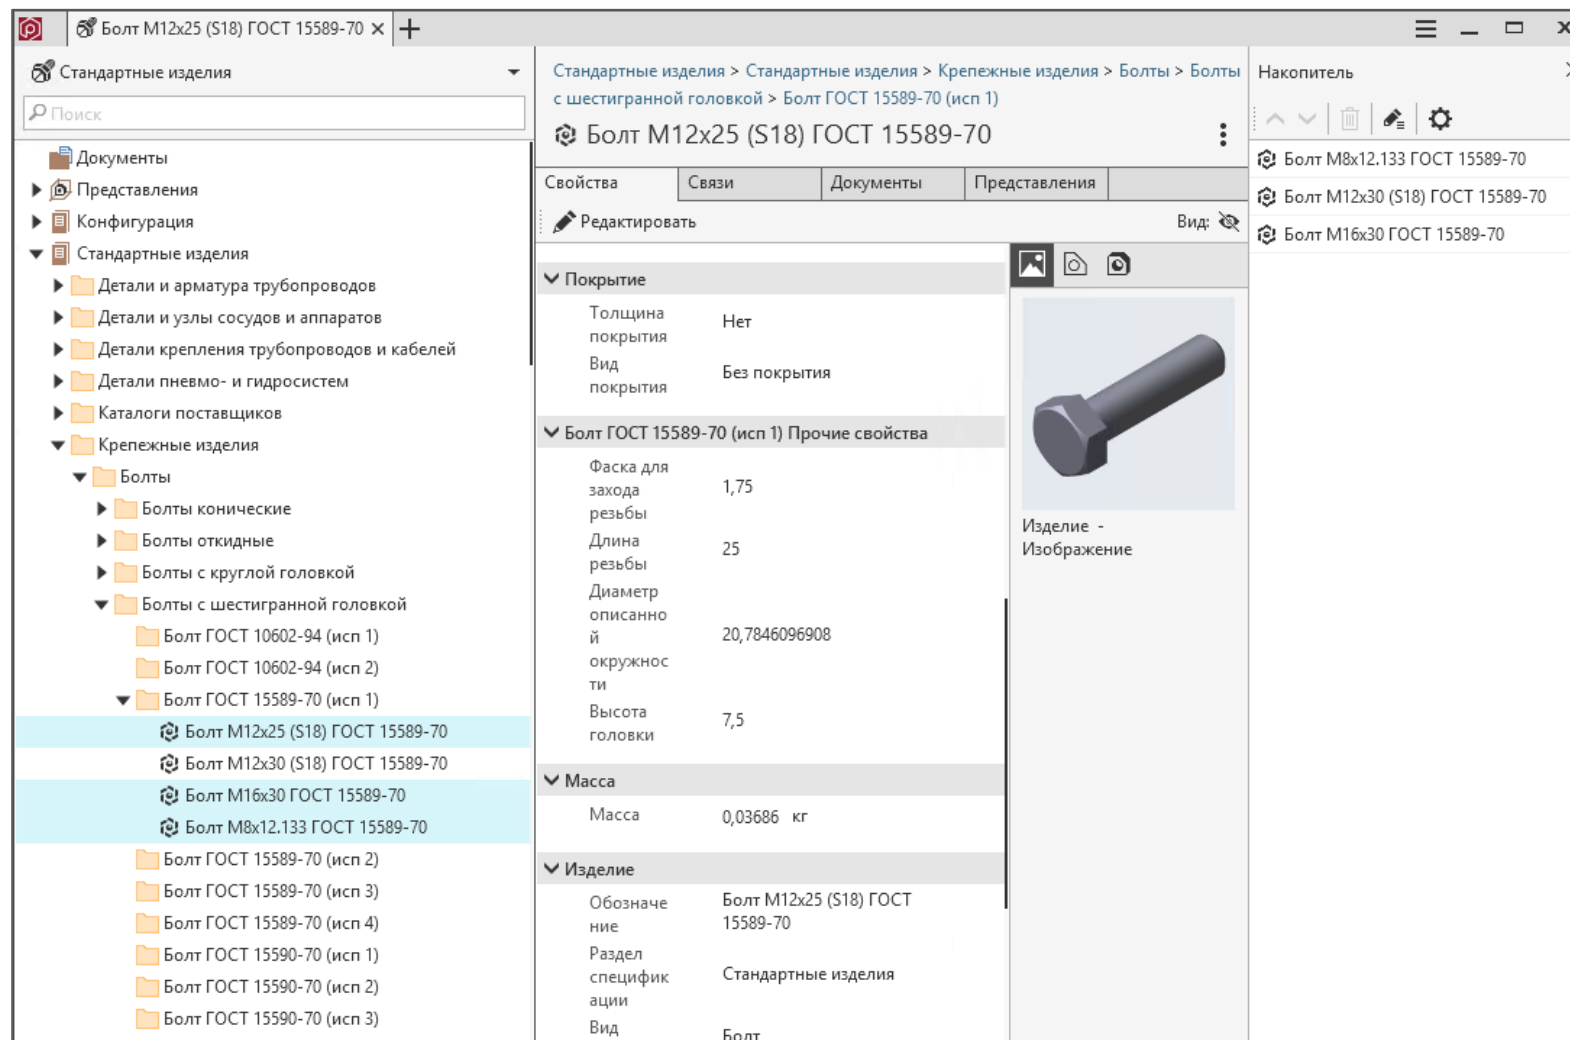 Болт M12x25 (S18) ГОСТ 15589-70
Стандартные изделия
Поиск
Документы
Представления
Конфигурация
Стандартные изделия
Детали и арматура трубопроводов
Детали и узлы сосудов и аппаратов
Детали крепления трубопроводов и кабелей
Детали пневмо- и гидросистем
Каталоги поставщиков
Крепежные изделия
Болты
Болты конические
Болты откидные
Болты с круглой головкой
Болты с шестигранной головкой
Болт ГОСТ 10602-94 (исп 1)
Болт ГОСТ 10602-94 (исп 2)
Болт ГОСТ 15589-70 (исп 1)
Болт M12x25 (S18) ГОСТ 15589-70
Болт M12x30 (S18) ГОСТ 15589-70
Болт M16x30 ГОСТ 15589-70
Болт M8x12.133 ГОСТ 15589-70
Болт ГОСТ 15589-70 (исп 2)
Болт ГОСТ 15589-70 (исп 3)
Болт ГОСТ 15589-70 (исп 4)
Болт ГОСТ 15590-70 (исп 1)
Болт ГОСТ 15590-70 (исп 2)
Болт ГОСТ 15590-70 (исп 3)
Стандартные изделия > Стандартные изделия > Крепежные изделия > Болты > Болты
с шестигранной головкой > Болт ГОСТ 15589-70 (исп 1)
Болт M12x25 (S18) ГОСТ 15589-70
Свойства Связи Документы Представления
Редактировать Вид:
Покрытие
Толщина
покрытия
Нет
Вид
покрытия
Без покрытия
Болт ГОСТ 15589-70 (исп 1) Прочие свойства
Фаска для
захода
резьбы
1,75
Длина
резьбы
25
Диаметр
описанно
й
окружнос
ти
20,7846096908
Высота
головки
7,5
Масса
Масса 0,03686 кг
Изделие
Обозначе
ние
Болт M12x25 (S18) ГОСТ
15589-70
Раздел
специфик
ации
Стандартные изделия
Вид
Болт
Изделие -
Изображение
Накопитель
Болт M8x12.133 ГОСТ 15589-70
Болт M12x30 (S18) ГОСТ 15589-70
Болт M16x30 ГОСТ 15589-70